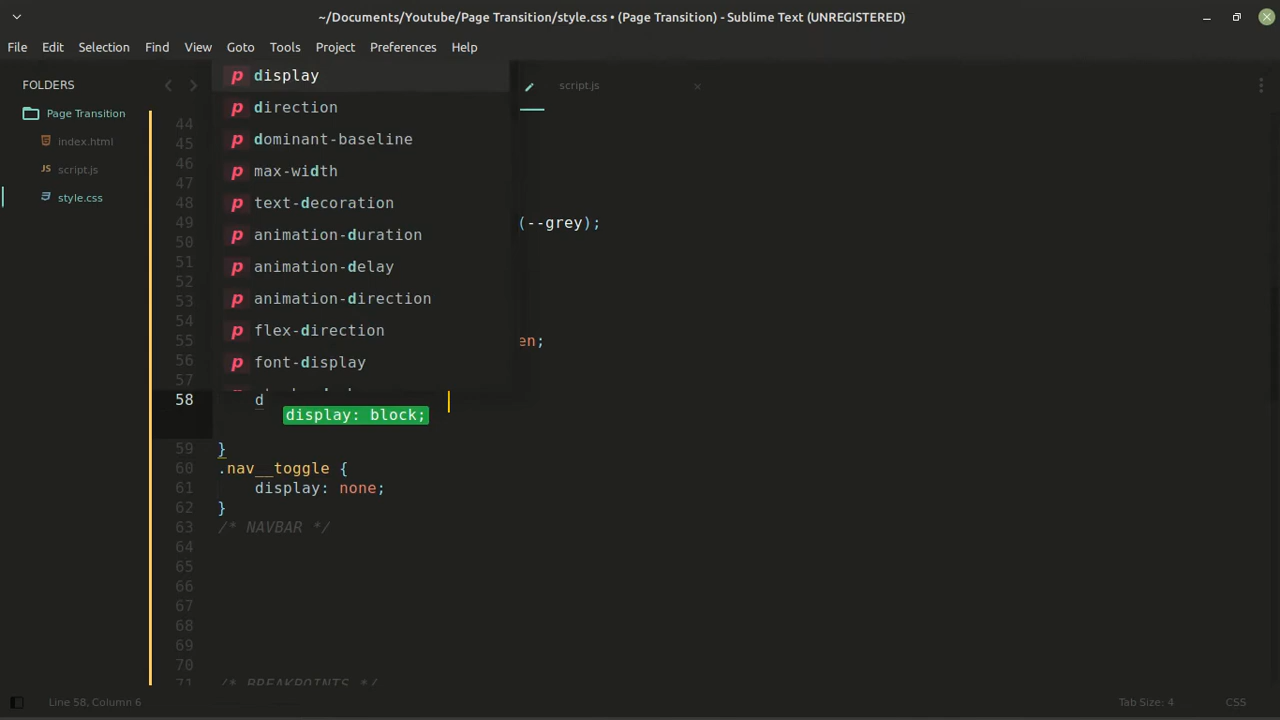 ~/Documents/Youtube/Page Transition/style.css • (Page Transition) - Sublime Text (UNREGISTERED)
File Edit Selection Find View Goto Tools Project Preferences Help
FOLDERS
Page Transition
index.html
JS script.js
style.css
script.js
p display
p direction
p dominant-baseline
p max-width
p text-decoration
p animation-duration
p animation-delay
p animation-direction
p flex-direction
p font-display
44
45
46
47
48
49 (--grey);
50
51
52
53
54
55 en;
56
57
58 d
display: block;
59 }
60 .nav__toggle {
61 display: none;
62 }
63 /* NAVBAR */
64
65
66
67
68
69
70
71 /* BREAKPOINTS */
Line 58, Column 6
Tab Size: 4
CSS